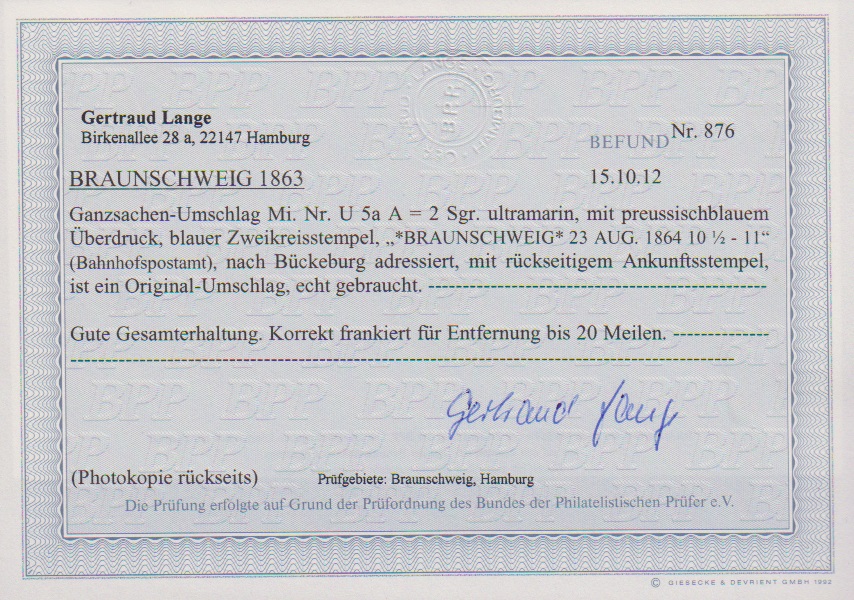 Gertraud Lange
Birkenallee 28 a, 22147 Hamburg
BEFUND Nr. 876
BRAUNSCHWEIG 1863
15.10.12
Ganzsachen-Umschlag Mi. Nr. U 5a A = 2 Sgr. ultramarin, mit preussischblauem
Überdruck, blauer Zweikreisstempel, „*BRAUNSCHWEIG* 23 AUG. 1864 10 ½ - 11“
(Bahnhofspostamt), nach Bückeburg adressiert, mit rückseitigem Ankunftsstempel,
ist ein Original-Umschlag, echt gebraucht. ------------------------------------------------
Gute Gesamterhaltung. Korrekt frankiert für Entfernung bis 20 Meilen. --------------
-----------------------------------------------------------------------------------------------
Gertraud Lange
(Photokopie rückseits)
Prüfgebiete: Braunschweig, Hamburg
Die Prüfung erfolgte auf Grund der Prüfordnung des Bundes der Philatelistischen Prüfer e.V.
© GIESECKE & DEVRIENT GMBH 1992